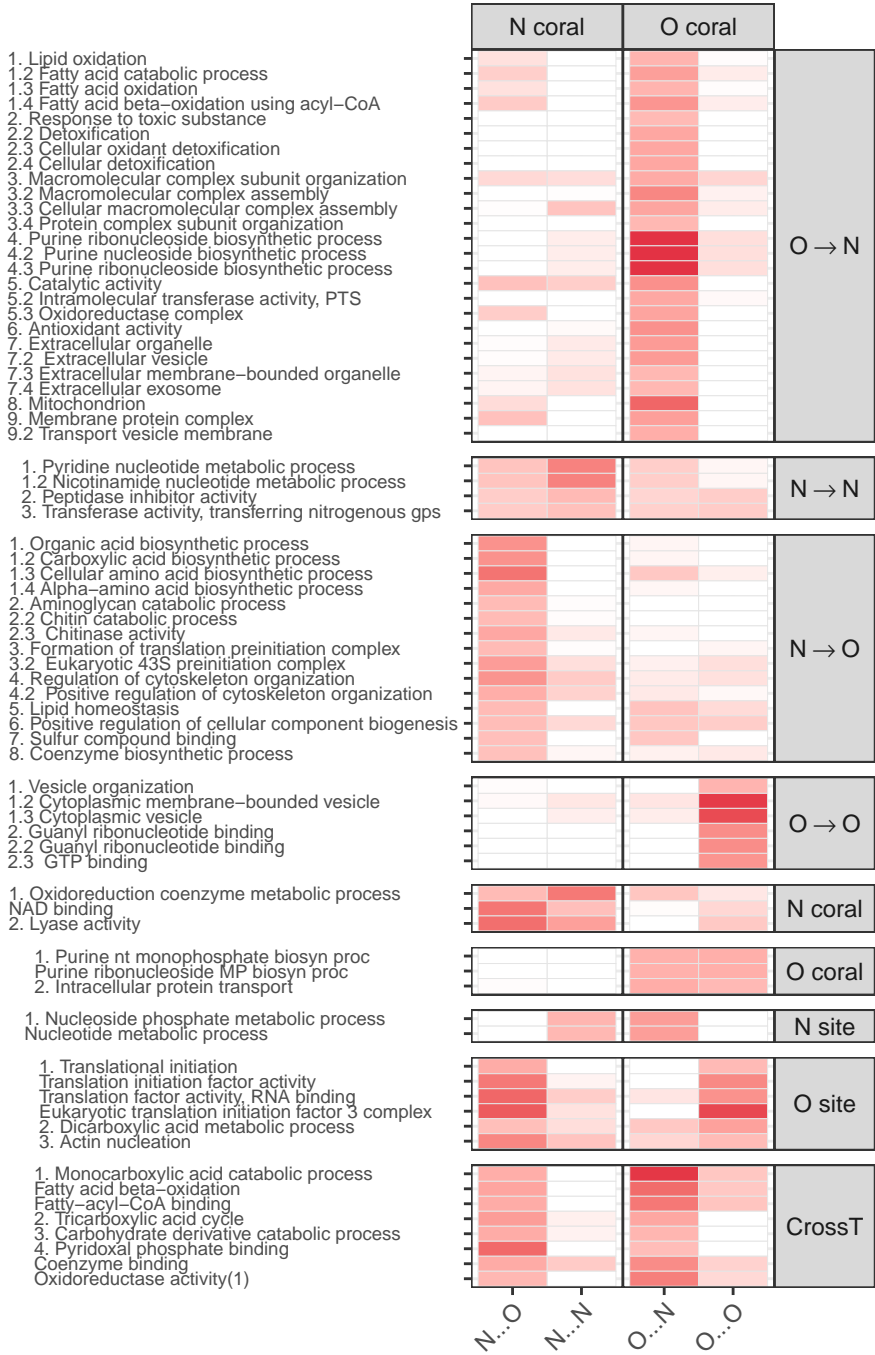 N coral
O coral
1. Lipid oxidation
1.2 Fatty acid catabolic process
1.3 Fatty acid oxidation
1.4 Fatty acid beta−oxidation using acyl−CoA
2. Response to toxic substance
2.2 Detoxification
2.3 Cellular oxidant detoxification
2.4 Cellular detoxification
3. Macromolecular complex subunit organization
3.2 Macromolecular complex assembly
3.3 Cellular macromolecular complex assembly
3.4 Protein complex subunit organization
4. Purine ribonucleoside biosynthetic process
4.2 Purine nucleoside biosynthetic process
4.3 Purine ribonucleoside biosynthetic process
5. Catalytic activity
5.2 Intramolecular transferase activity, PTS
5.3 Oxidoreductase complex
6. Antioxidant activity
7. Extracellular organelle
7.2 Extracellular vesicle
7.3 Extracellular membrane−bounded organelle
7.4 Extracellular exosome
8. Mitochondrion
9. Membrane protein complex
9.2 Transport vesicle membrane
O → N
1. Pyridine nucleotide metabolic process
1.2 Nicotinamide nucleotide metabolic process
2. Peptidase inhibitor activity
3. Transferase activity, transferring nitrogenous gps
N → N
1. Organic acid biosynthetic process
1.2 Carboxylic acid biosynthetic process
1.3 Cellular amino acid biosynthetic process
1.4 Alpha−amino acid biosynthetic process
2. Aminoglycan catabolic process
2.2 Chitin catabolic process
2.3 Chitinase activity
3. Formation of translation preinitiation complex
3.2 Eukaryotic 43S preinitiation complex
4. Regulation of cytoskeleton organization
4.2 Positive regulation of cytoskeleton organization
5. Lipid homeostasis
6. Positive regulation of cellular component biogenesis
7. Sulfur compound binding
8. Coenzyme biosynthetic process
N → O
1. Vesicle organization
1.2 Cytoplasmic membrane−bounded vesicle
1.3 Cytoplasmic vesicle
2. Guanyl ribonucleotide binding
2.2 Guanyl ribonucleotide binding
2.3 GTP binding
O → O
1. Oxidoreduction coenzyme metabolic process
NAD binding
2. Lyase activity
N coral
1. Purine nt monophosphate biosyn proc
Purine ribonucleoside MP biosyn proc
2. Intracellular protein transport
O coral
1. Nucleoside phosphate metabolic process
Nucleotide metabolic process
N site
1. Translational initiation
Translation initiation factor activity
Translation factor activity, RNA binding
Eukaryotic translation initiation factor 3 complex
2. Dicarboxylic acid metabolic process
3. Actin nucleation
O site
1. Monocarboxylic acid catabolic process
Fatty acid beta−oxidation
Fatty−acyl−CoA binding
2. Tricarboxylic acid cycle
3. Carbohydrate derivative catabolic process
4. Pyridoxal phosphate binding
Coenzyme binding
Oxidoreductase activity(1)
CrossT
N...O
N...N
O...N
O...O